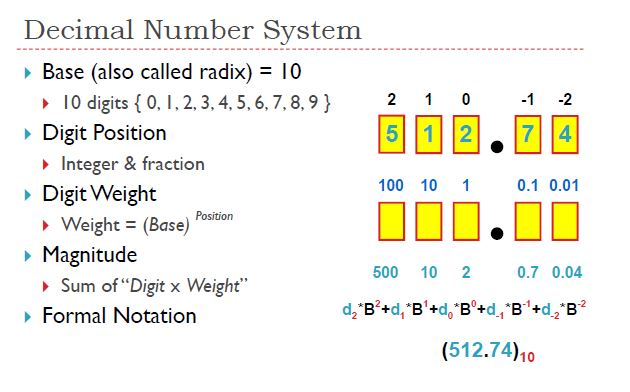 Decimal Number System
Base (also called radix) = 10
10 digits { 0, 1, 2, 3, 4, 5, 6, 7, 8, 9 }
Digit Position
Integer & fraction
Digit Weight
Weight = (Base) ^Position
Magnitude
Sum of “Digit x Weight”
Formal Notation
2 1 0 -1 -2
5 1 2 . 7 4
100 10 1 0.1 0.01
.
500 10 2 0.7 0.04
d₂*B²+d₁*B¹+d₀*B⁰+d₋₁*B⁻¹+d₋₂*B⁻²
(512.74)₁₀